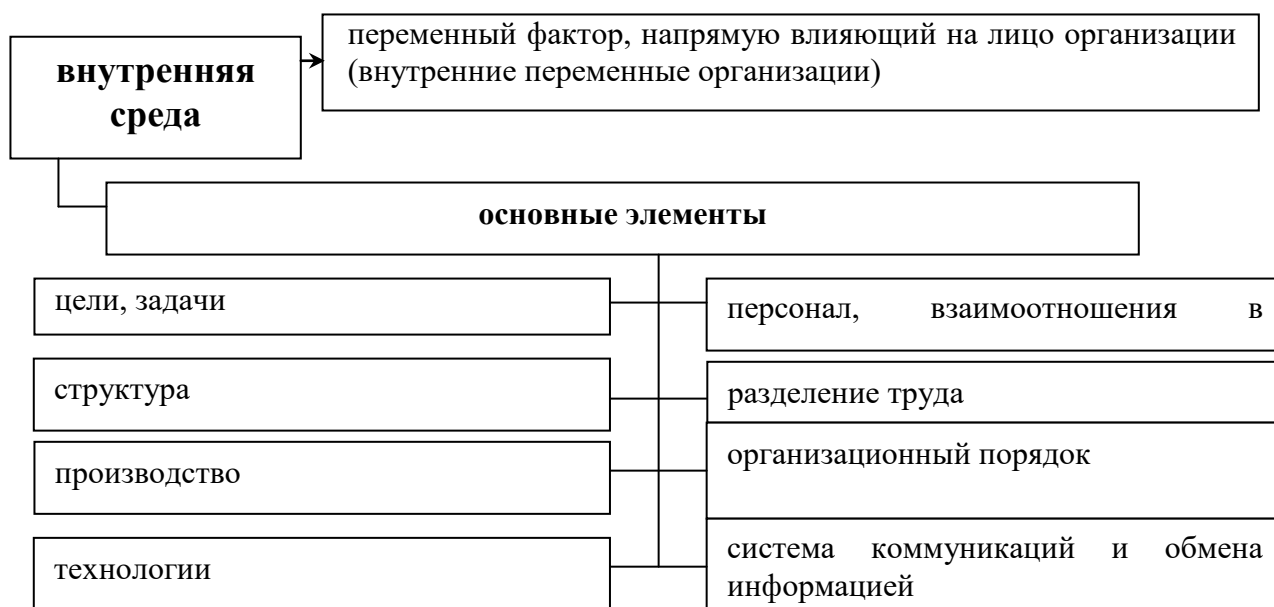 переменный фактор, напрямую влияющий на лицо организации
(внутренние переменные организации)
внутренняя
среда
основные элементы
цели, задачи
структура
производство
технологии
персонал, взаимоотношения в
разделение труда
организационный порядок
система коммуникаций и обмена
информацией